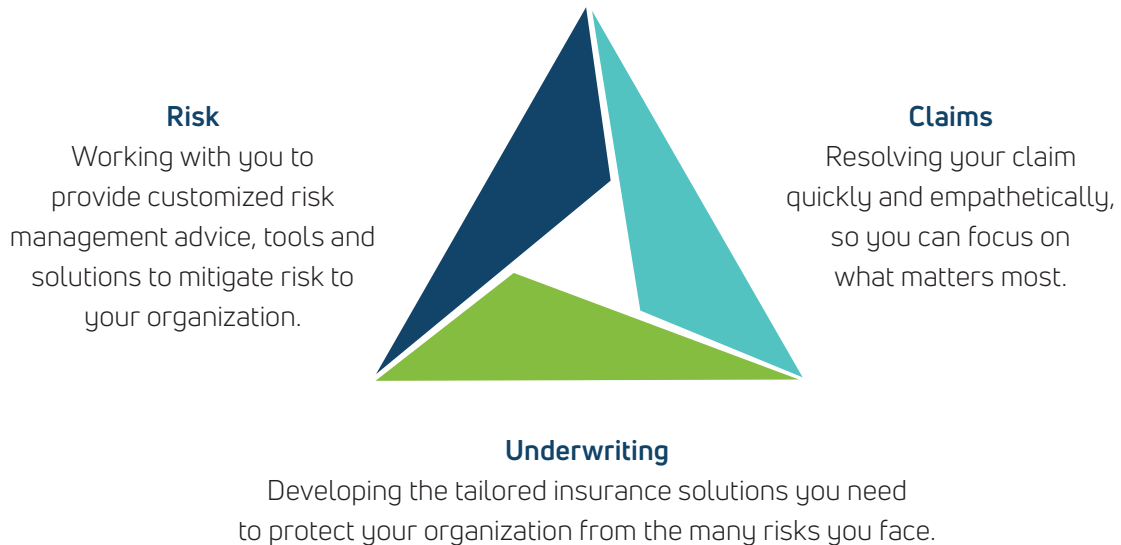 Risk
Working with you to
provide customized risk
management advice, tools and
solutions to mitigate risk to
your organization.
Claims
Resolving your claim
quickly and empathetically,
so you can focus on
what matters most.
Underwriting
Developing the tailored insurance solutions you need
to protect your organization from the many risks you face.